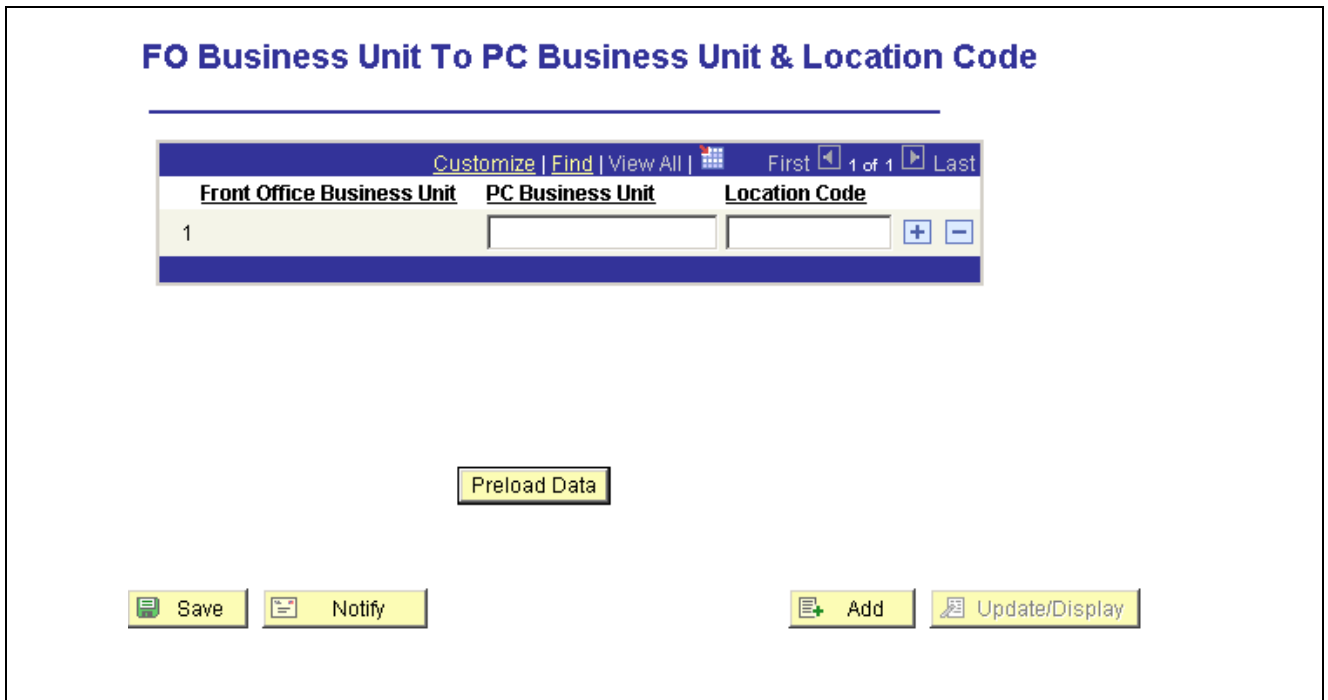 FO Business Unit To PC Business Unit & Location Code
Customize | Find | View All | First 1 of 1 Last
Front Office Business Unit PC Business Unit Location Code
1
Preload Data
Save Notify Add Update/Display